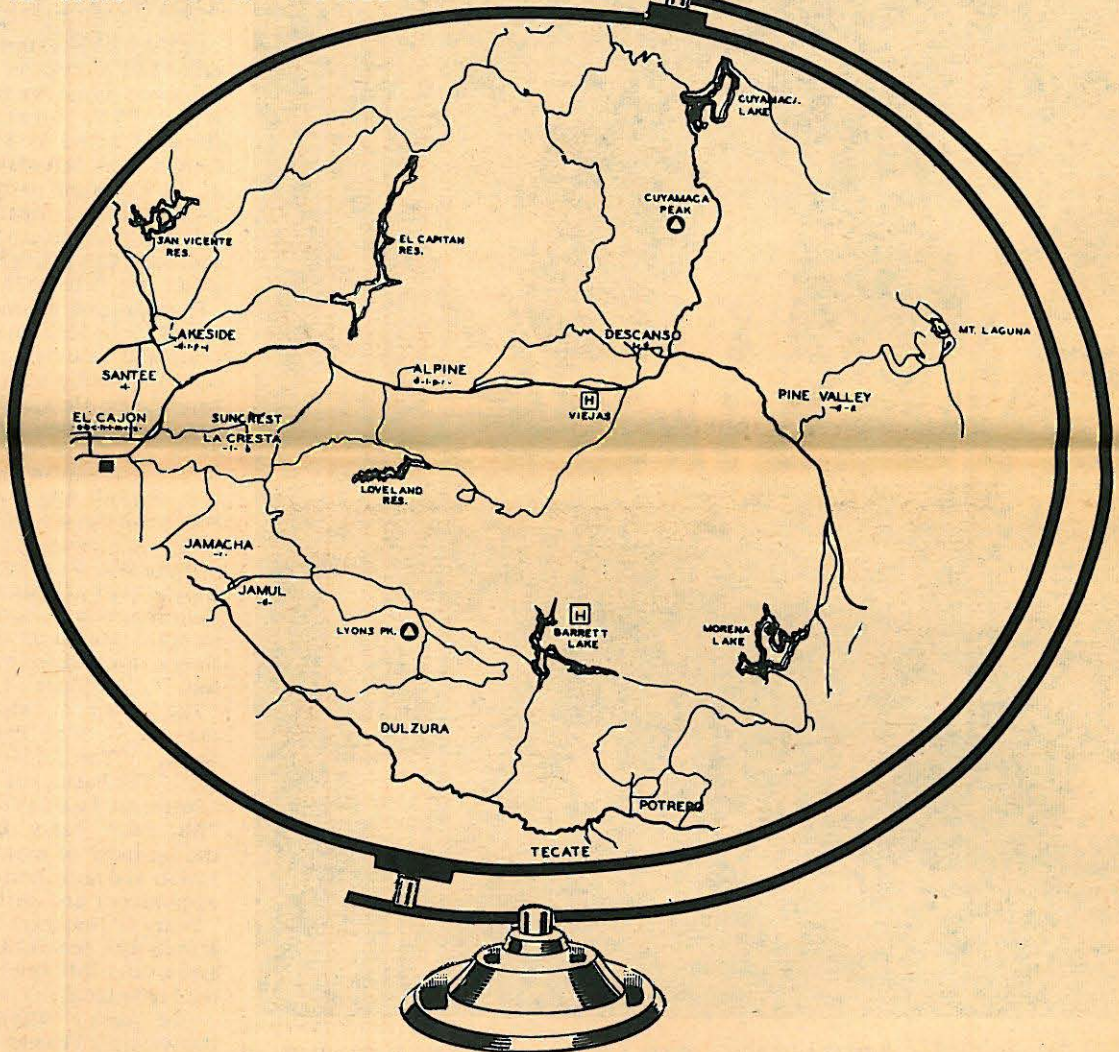 CUYAMACA
LAKE
CUYAMACA
PEAK
SAN VICENTE
RES.
EL CAPITAN
RES.
LAKESIDE
DESCANSO
MT. LAGUNA
SANTEE
ALPINE
H
VIEJAS
PINE VALLEY
EL CAJON
SUNCREST
LA CRESTA
LOVELAND
RES.
JAMACHA
JAMUL
LYONS PK.
H
BARRETT
LAKE
MORENA
LAKE
DULZURA
POTRERO
TECATE